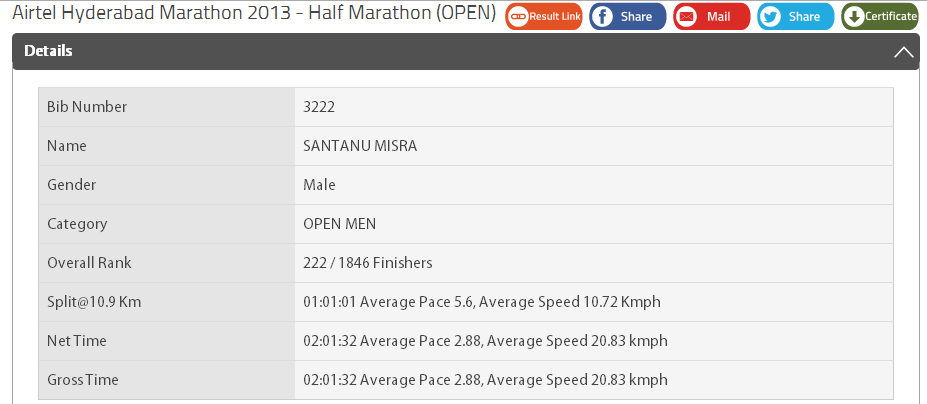 Airtel Hyderabad Marathon 2013 - Half Marathon (OPEN) Result Link Share Mail Share Certificate
Details
Bib Number 3222
Name SANTANU MISRA
Gender Male
Category OPEN MEN
Overall Rank 222 / 1846 Finishers
Split@10.9 Km 01:01:01 Average Pace 5.6, Average Speed 10.72 Kmph
Net Time 02:01:32 Average Pace 2.88, Average Speed 20.83 kmph
Gross Time 02:01:32 Average Pace 2.88, Average Speed 20.83 kmph